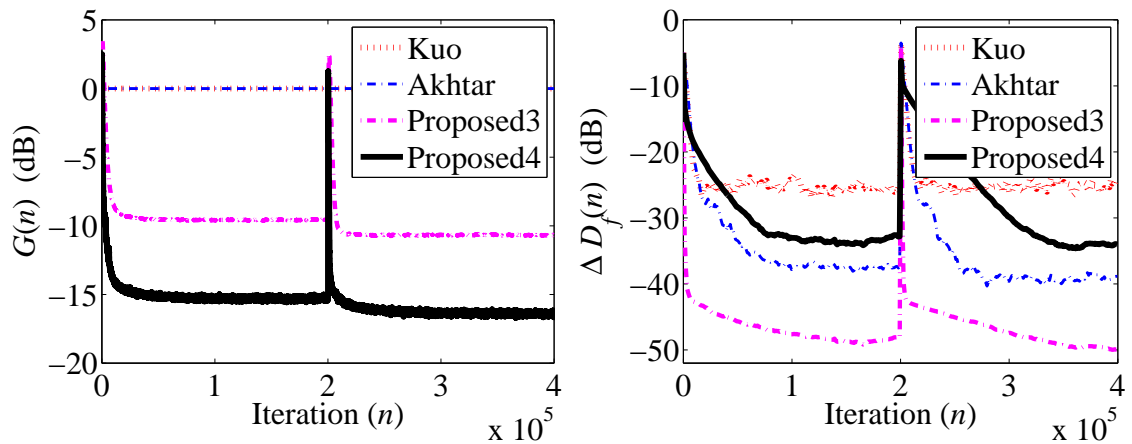 G(n) (dB)
5
0
−5
−10
−15
−20
Kuo
Akhtar
Proposed3
Proposed4
0 1 2 3 4
Iteration (n)
x 10^5
Δ D_f(n) (dB)
0
−10
−20
−30
−40
−50
Kuo
Akhtar
Proposed3
Proposed4
0 1 2 3 4
Iteration (n)
x 10^5